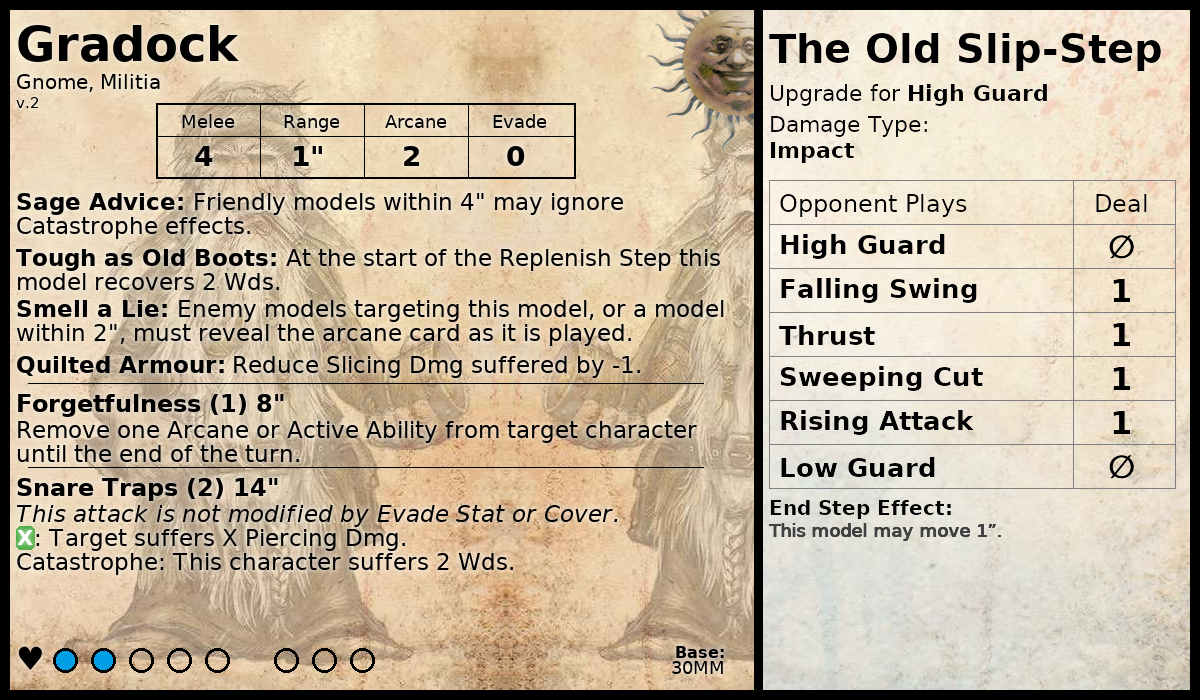 Gradock
Gnome, Militia
v.2
Melee Range Arcane Evade
4 1" 2 0
Sage Advice: Friendly models within 4" may ignore
Catastrophe effects.
Tough as Old Boots: At the start of the Replenish Step this
model recovers 2 Wds.
Smell a Lie: Enemy models targeting this model, or a model
within 2", must reveal the arcane card as it is played.
Quilted Armour: Reduce Slicing Dmg suffered by -1.
Forgetfulness (1) 8"
Remove one Arcane or Active Ability from target character
until the end of the turn.
Snare Traps (2) 14"
This attack is not modified by Evade Stat or Cover.
X: Target suffers X Piercing Dmg.
Catastrophe: This character suffers 2 Wds.
Base:
30MM
The Old Slip-Step
Upgrade for High Guard
Damage Type:
Impact
Opponent Plays Deal
High Guard ∅
Falling Swing 1
Thrust 1
Sweeping Cut 1
Rising Attack 1
Low Guard ∅
End Step Effect:
This model may move 1”.